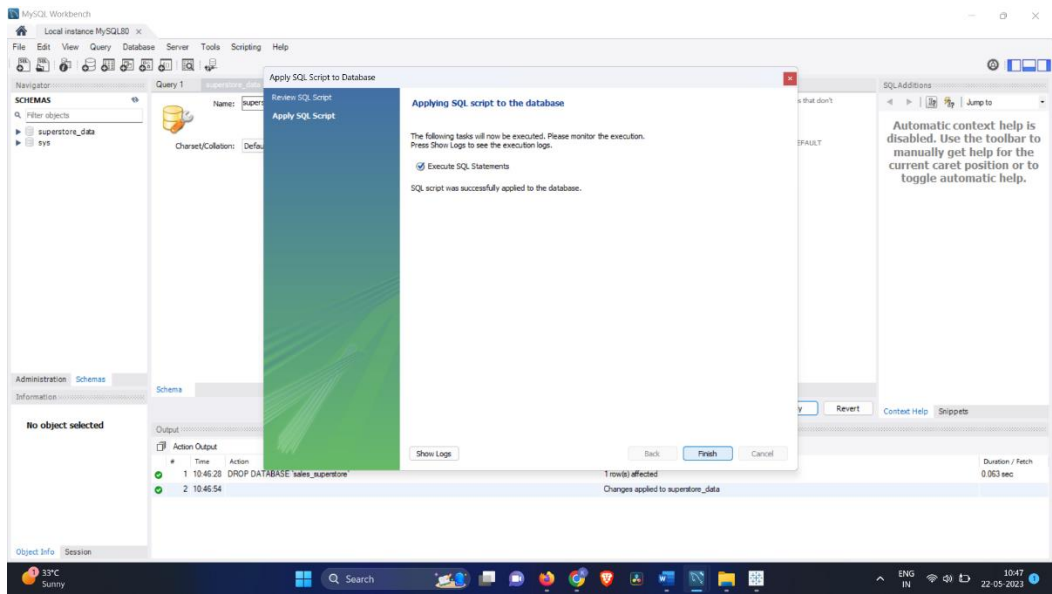 MySQL Workbench
Local instance MySQL80 ×
File Edit View Query Database Server Tools Scripting Help
Navigator
SCHEMAS
Filter objects
superstore_data
sys
Administration Schemas
Information
No object selected
Object Info Session
Query 1
Name: supers
Charset/Collation: Defau
s that don't
EFAULT
Schema
y Revert
Apply SQL Script to Database
Review SQL Script
Apply SQL Script
Applying SQL script to the database
The following tasks will now be executed. Please monitor the execution.
Press Show Logs to see the execution logs.
Execute SQL Statements
SQL script was successfully applied to the database.
Show Logs Back Finish Cancel
SQLAdditions
Jump to
Automatic context help is
disabled. Use the toolbar to
manually get help for the
current caret position or to
toggle automatic help.
Context Help Snippets
Output
Action Output
# Time Action Duration / Fetch
1 10:46:28 DROP DATABASE `sales_superstore` 1 row(s) affected 0.063 sec
2 10:46:54 Changes applied to superstore_data
1 33°C
Sunny
Search
ENG
IN
10:47
22-05-2023